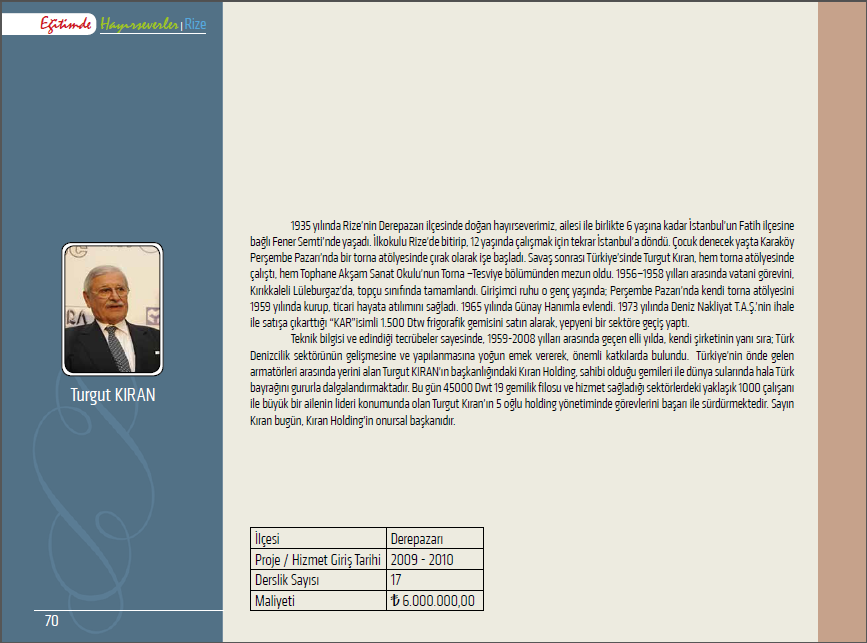 Eğitimde Hayırseverler | Rize
1935 yılında Rize'nin Derepazarı ilçesinde doğan hayırseverimiz, ailesi ile birlikte 6 yaşına kadar İstanbul'un Fatih ilçesine
bağlı Fener Semti'nde yaşadı. İlkokulu Rize'de bitirip, 12 yaşında çalışmak için tekrar İstanbul'a döndü. Çocuk denecek yaşta Karaköy
Perşembe Pazarı'nda bir torna atölyesinde çırak olarak işe başladı. Savaş sonrası Türkiye'sinde Turgut Kıran, hem torna atölyesinde
çalıştı, hem Tophane Akşam Sanat Okulu'nun Torna –Tesviye bölümünden mezun oldu. 1956–1958 yılları arasında vatani görevini,
Kırıkkaleli Lüleburgaz'da, topçu sınıfında tamamlandı. Girişimci ruhu o genç yaşında; Perşembe Pazarı'nda kendi torna atölyesini
1959 yılında kurup, ticari hayata atılımını sağladı. 1965 yılında Günay Hanımla evlendi. 1973 yılında Deniz Nakliyat T.A.Ş.'nin ihale
ile satışa çıkarttığı “KAR”isimli 1.500 Dtw frigorafik gemisini satın alarak, yepyeni bir sektöre geçiş yaptı.
Teknik bilgisi ve edindiği tecrübeler sayesinde, 1959-2008 yılları arasında geçen elli yılda, kendi şirketinin yanı sıra; Türk
Denizcilik sektörünün gelişmesine ve yapılanmasına yoğun emek vererek, önemli katkılarda bulundu. Türkiye'nin önde gelen
armatörleri arasında yerini alan Turgut KIRAN'ın başkanlığındaki Kıran Holding, sahibi olduğu gemileri ile dünya sularında hala Türk
bayrağını gururla dalgalandırmaktadır. Bu gün 45000 Dwt 19 gemilik filosu ve hizmet sağladığı sektörlerdeki yaklaşık 1000 çalışanı
ile büyük bir ailenin lideri konumunda olan Turgut Kıran'ın 5 oğlu holding yönetiminde görevlerini başarı ile sürdürmektedir. Sayın
Kıran bugün, Kıran Holding'in onursal başkanıdır.
Turgut KIRAN
İlçesi Derepazarı
Proje / Hizmet Giriş Tarihi 2009 - 2010
Derslik Sayısı 17
Maliyeti ₺ 6.000.000,00
70